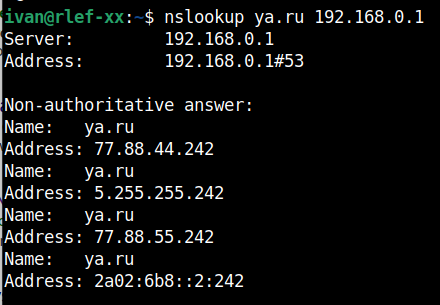 ivan@rlef-xx:~$ nslookup ya.ru 192.168.0.1
Server:         192.168.0.1
Address:        192.168.0.1#53

Non-authoritative answer:
Name:   ya.ru
Address: 77.88.44.242
Name:   ya.ru
Address: 5.255.255.242
Name:   ya.ru
Address: 77.88.55.242
Name:   ya.ru
Address: 2a02:6b8::2:242